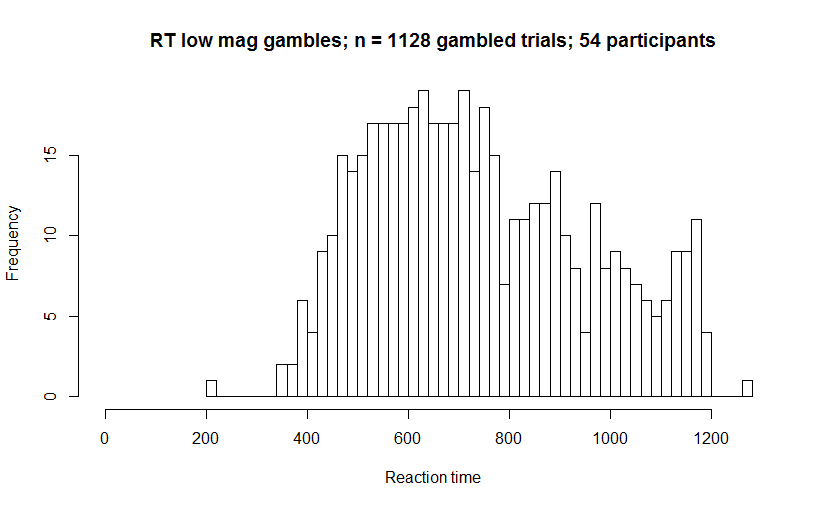 RT low mag gambles; n = 1128 gambled trials; 54 participants
15
10
5
0
Frequency
0 200 400 600 800 1000 1200
Reaction time